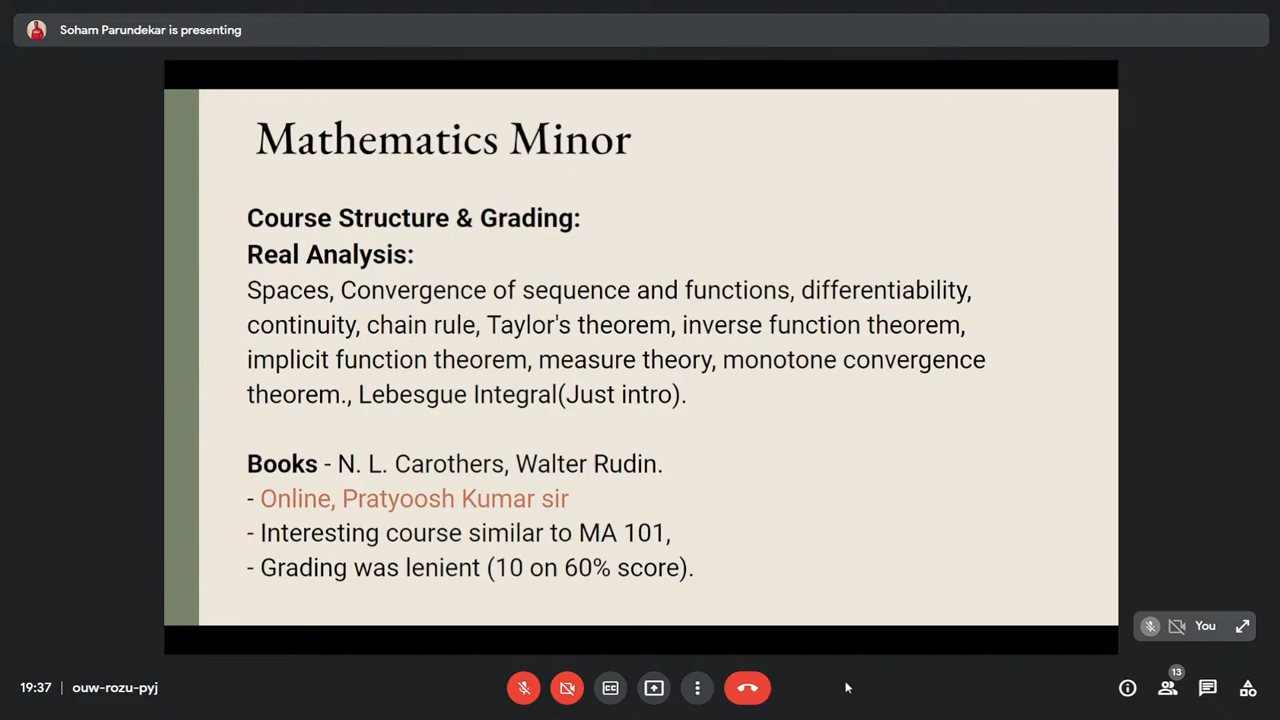 Soham Parundekar is presenting
Mathematics Minor
Course Structure & Grading:
Real Analysis:
Spaces, Convergence of sequence and functions, differentiability,
continuity, chain rule, Taylor's theorem, inverse function theorem,
implicit function theorem, measure theory, monotone convergence
theorem., Lebesgue Integral(Just intro).
Books - N. L. Carothers, Walter Rudin.
- Online, Pratyoosh Kumar sir
- Interesting course similar to MA 101,
- Grading was lenient (10 on 60% score).
You
19:37 | ouw-rozu-pyj
CC
13